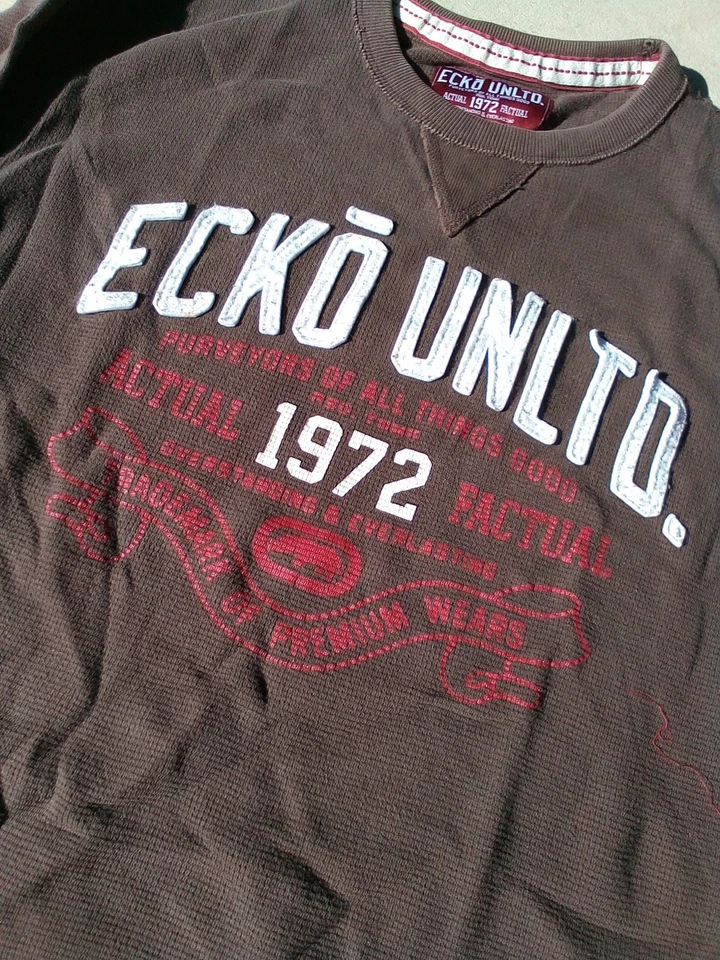 ECKŌ UNLTD.
ACTUAL 1972 FACTUAL
ECKŌ UNLTD.
PURVEYORS OF ALL THINGS GOOD
ACTUAL 1972 FACTUAL
OVERSTANDING & EVERLASTING
TRADEMARK OF PREMIUM WEARS